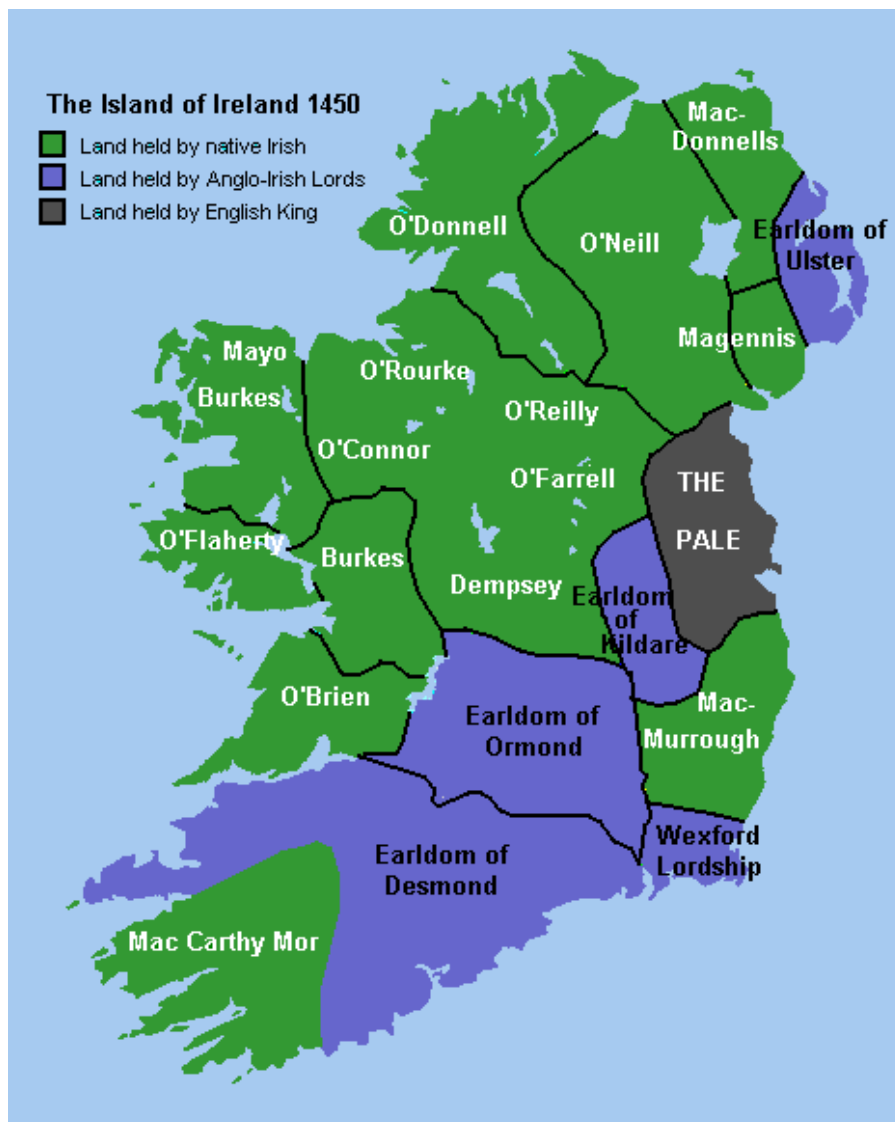 The Island of Ireland 1450
Land held by native Irish
Land held by Anglo-Irish Lords
Land held by English King
Mac-
Donnells
O'Donnell
O'Neill
Earldom of
Ulster
Magennis
Mayo
Burkes
O'Rourke
O'Reilly
O'Connor
O'Farrell
THE
PALE
O'Flaherty
Burkes
Dempsey
Earldom
of
Kildare
O'Brien
Earldom of
Ormond
Mac-
Murrough
Wexford
Lordship
Earldom of
Desmond
Mac Carthy Mor